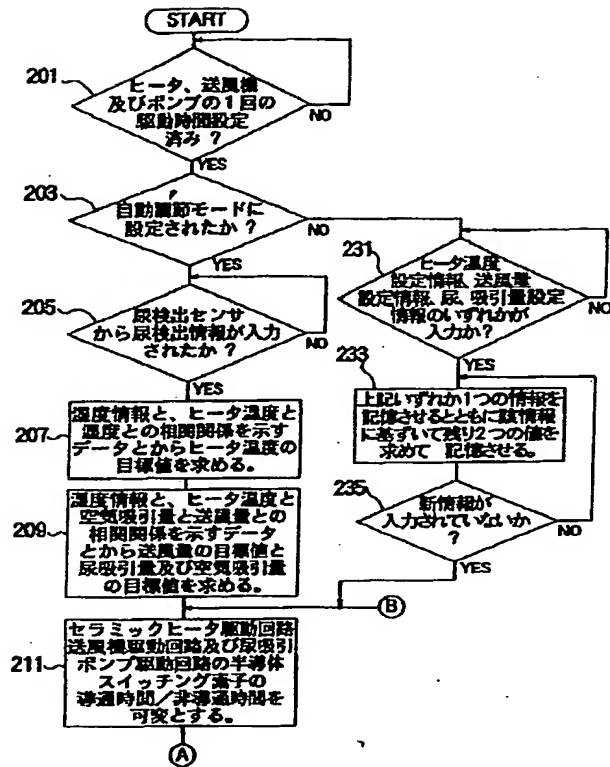 START
201
ヒータ、送風機
及びポンプの1回の
駆動時間設定
済み ?
NO
YES
203
自動調節モードに
設定されたか ?
NO
YES
205
尿検出センサ
から尿検出情報が入力
されたか ?
NO
YES
207
湿度情報と、ヒータ温度と
湿度との相関関係を示す
データとからヒータ温度の
目標値を求める。
209
湿度情報と、ヒータ温度と
空気吸引量と送風量との
相関関係を示すデータ
とから送風量の目標値と
尿吸引量及び空気吸引量
の目標値を求める。
231
ヒータ温度
設定情報、送風量
設定情報、尿、吸引量設定
情報のいずれかが
入力か?
NO
YES
233
上記いずれか1つの情報を
記憶させるとともに該情報
に基ずいて残り2つの値を
求めて 記憶させる。
235
新情報が
入力されていないか
?
NO
YES
B
211
セラミックヒータ駆動回路
送風機駆動回路及び尿吸引
ポンプ駆動回路の半導体
スイッチング素子の
導通時間/非導通時間を
可変とする。
A